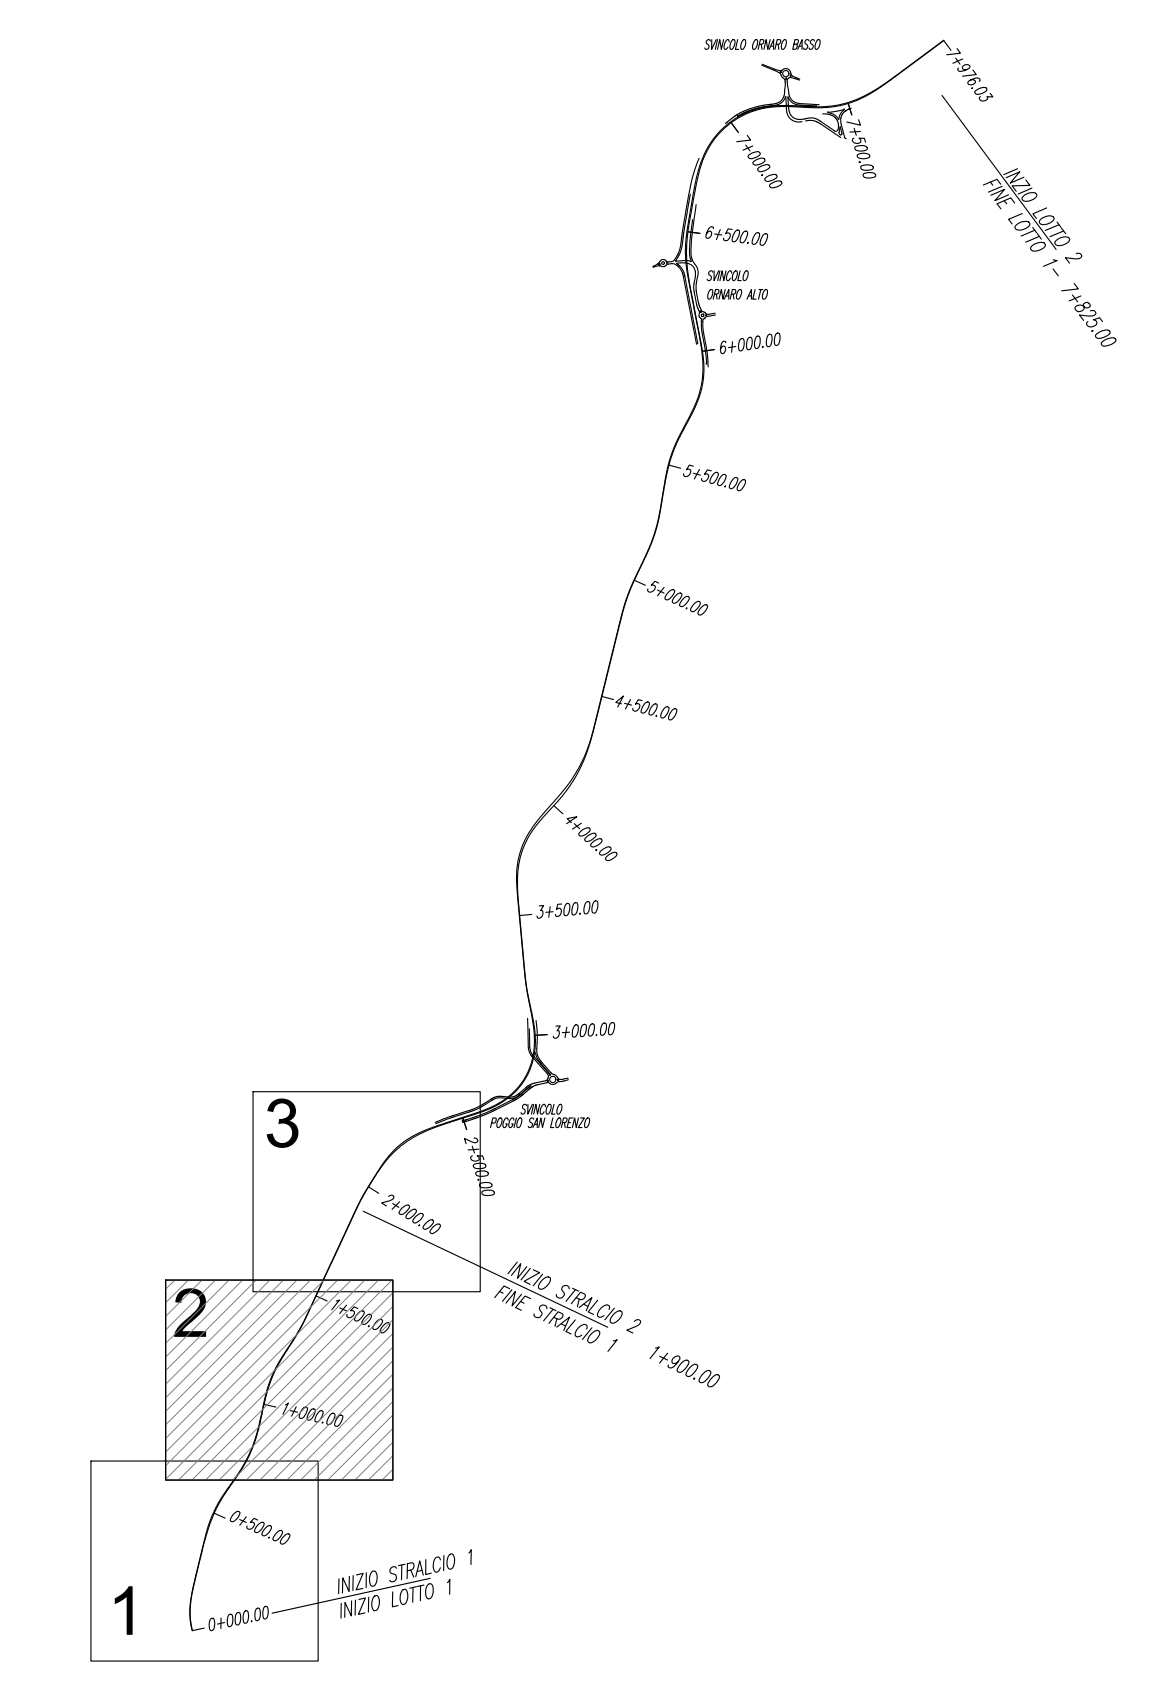 SVINCOLO ORNARO BASSO
7+976.03
7+500.00
7+000.00
INZIO LOTTO 2
FINE LOTTO 1- 7+825.00
6+500.00
SVINCOLO
ORNARO ALTO
6+000.00
5+500.00
5+000.00
4+500.00
4+000.00
3+500.00
3+000.00
SVINCOLO
POGGIO SAN LORENZO
3
2+500.00
2+000.00
INIZIO STRALCIO 2
FINE STRALCIO 1 1+900.00
2
1+500.00
1+000.00
0+500.00
1
0+000.00
INIZIO STRALCIO 1
INIZIO LOTTO 1